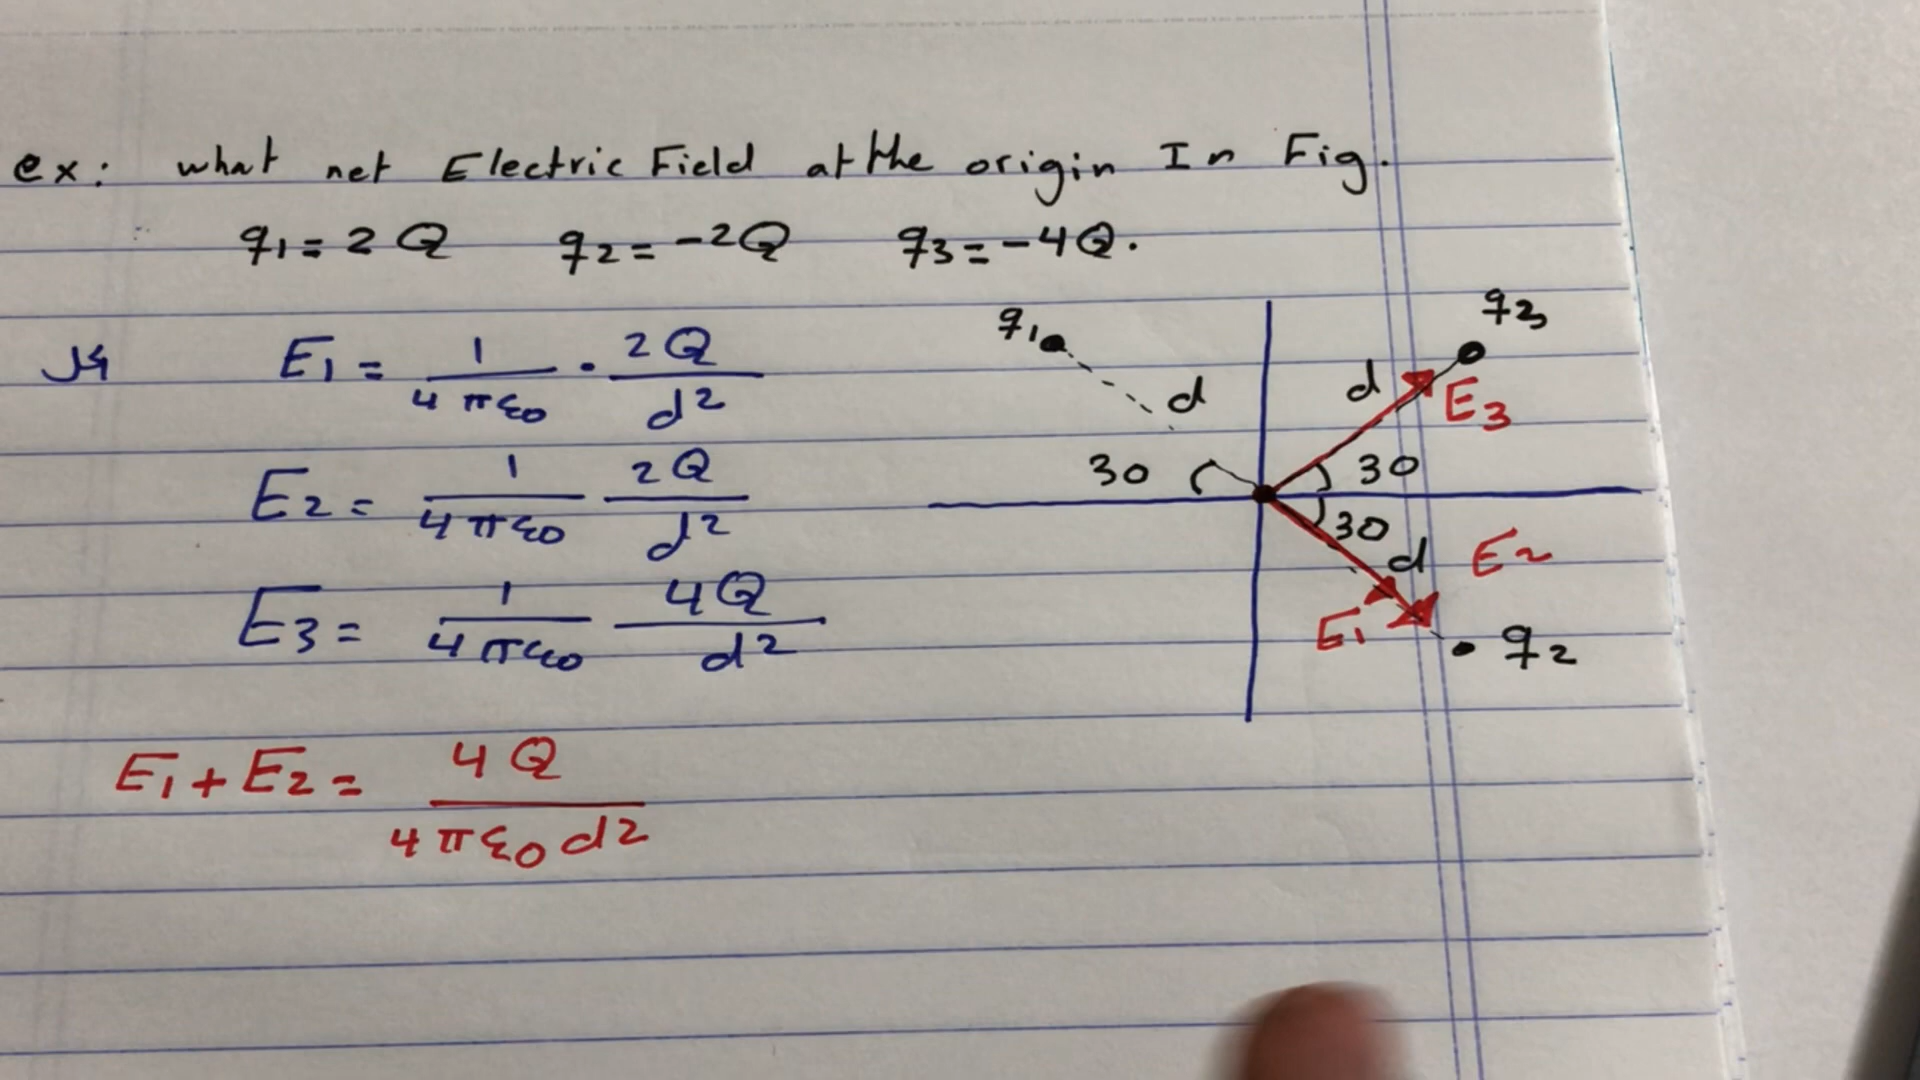 ex: what net Electric Field at the origin In Fig.
q1 = 2Q q2 = -2Q q3 = -4Q.
E1 = 1/4πε0 · 2Q/d²
E2 = 1/4πε0 2Q/d²
E3 = 1/4πε0 4Q/d²
E1 + E2 = 4Q/4πε0 d²
q1
q3
d
d
E3
30
30
30
d
E2
E1
q2